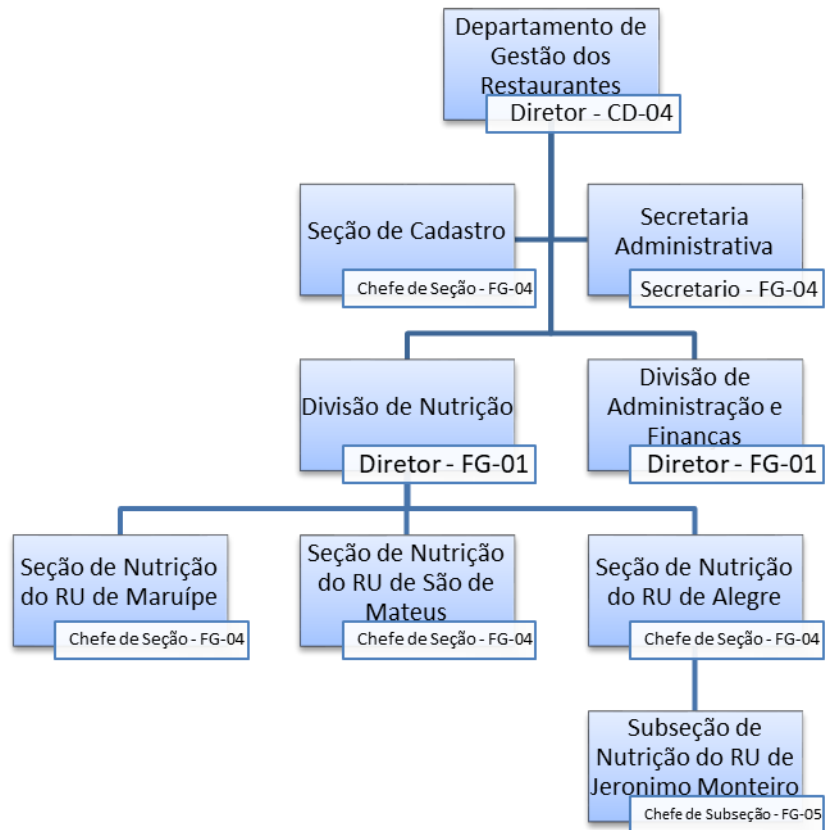 Departamento de
Gestão dos
Restaurantes
Diretor - CD-04
Seção de Cadastro
Chefe de Seção - FG-04
Secretaria
Administrativa
Secretario - FG-04
Divisão de Nutrição
Diretor - FG-01
Divisão de
Administração e
Finanças
Diretor - FG-01
Seção de Nutrição
do RU de Maruípe
Chefe de Seção - FG-04
Seção de Nutrição
do RU de São de
Mateus
Chefe de Seção - FG-04
Seção de Nutrição
do RU de Alegre
Chefe de Seção - FG-04
Subseção de
Nutrição do RU de
Jeronimo Monteiro
Chefe de Subseção - FG-05